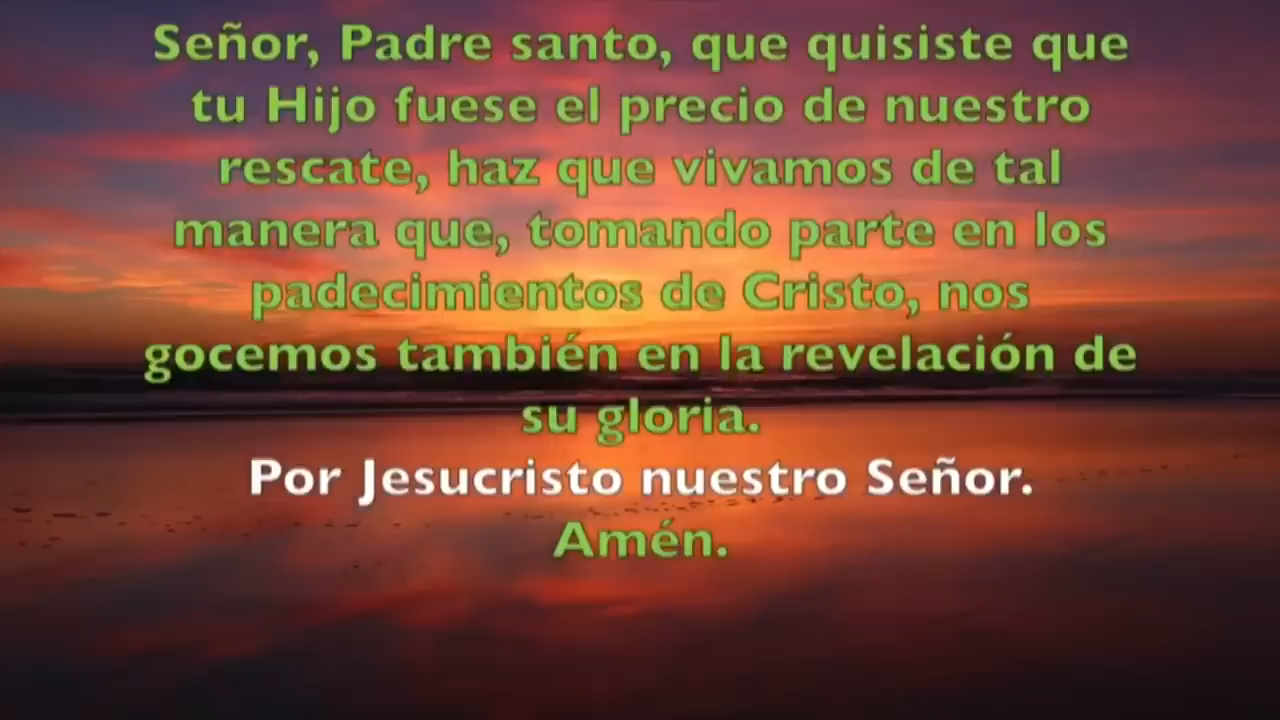 Señor, Padre santo, que quisiste que
tu Hijo fuese el precio de nuestro
rescate, haz que vivamos de tal
manera que, tomando parte en los
padecimientos de Cristo, nos
gocemos también en la revelación de
su gloria.
Por Jesucristo nuestro Señor.
Amén.